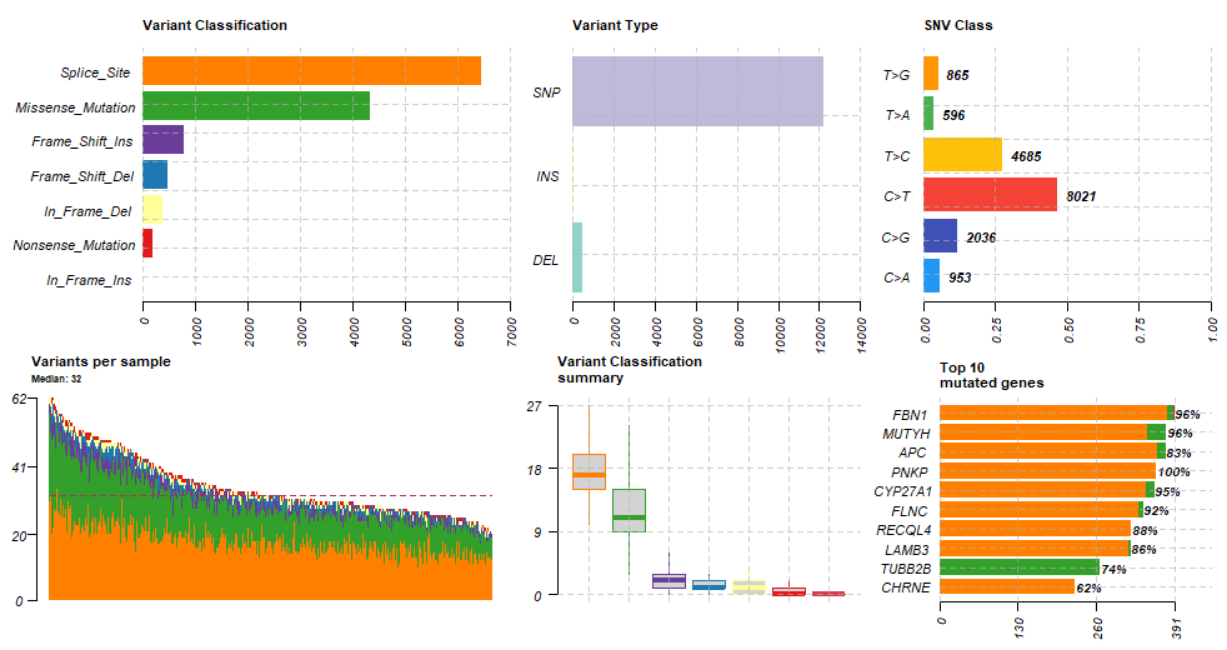 Variant Classification
Splice_Site
Missense_Mutation
Frame_Shift_Ins
Frame_Shift_Del
In_Frame_Del
Nonsense_Mutation
In_Frame_Ins
0 1000 2000 3000 4000 5000 6000 7000
Variant Type
SNP
INS
DEL
0 2000 4000 6000 8000 10000 12000 14000
SNV Class
T>G 865
T>A 596
T>C 4685
C>T 8021
C>G 2036
C>A 953
0.00 0.25 0.50 0.75 1.00
Variants per sample
Median: 32
62
41
20
0
Variant Classification
summary
27
18
9
0
Top 10
mutated genes
FBN1 96%
MUTYH 96%
APC 83%
PNKP 100%
CYP27A1 95%
FLNC 92%
RECQL4 88%
LAMB3 86%
TUBB2B 74%
CHRNE 62%
0 130 260 391